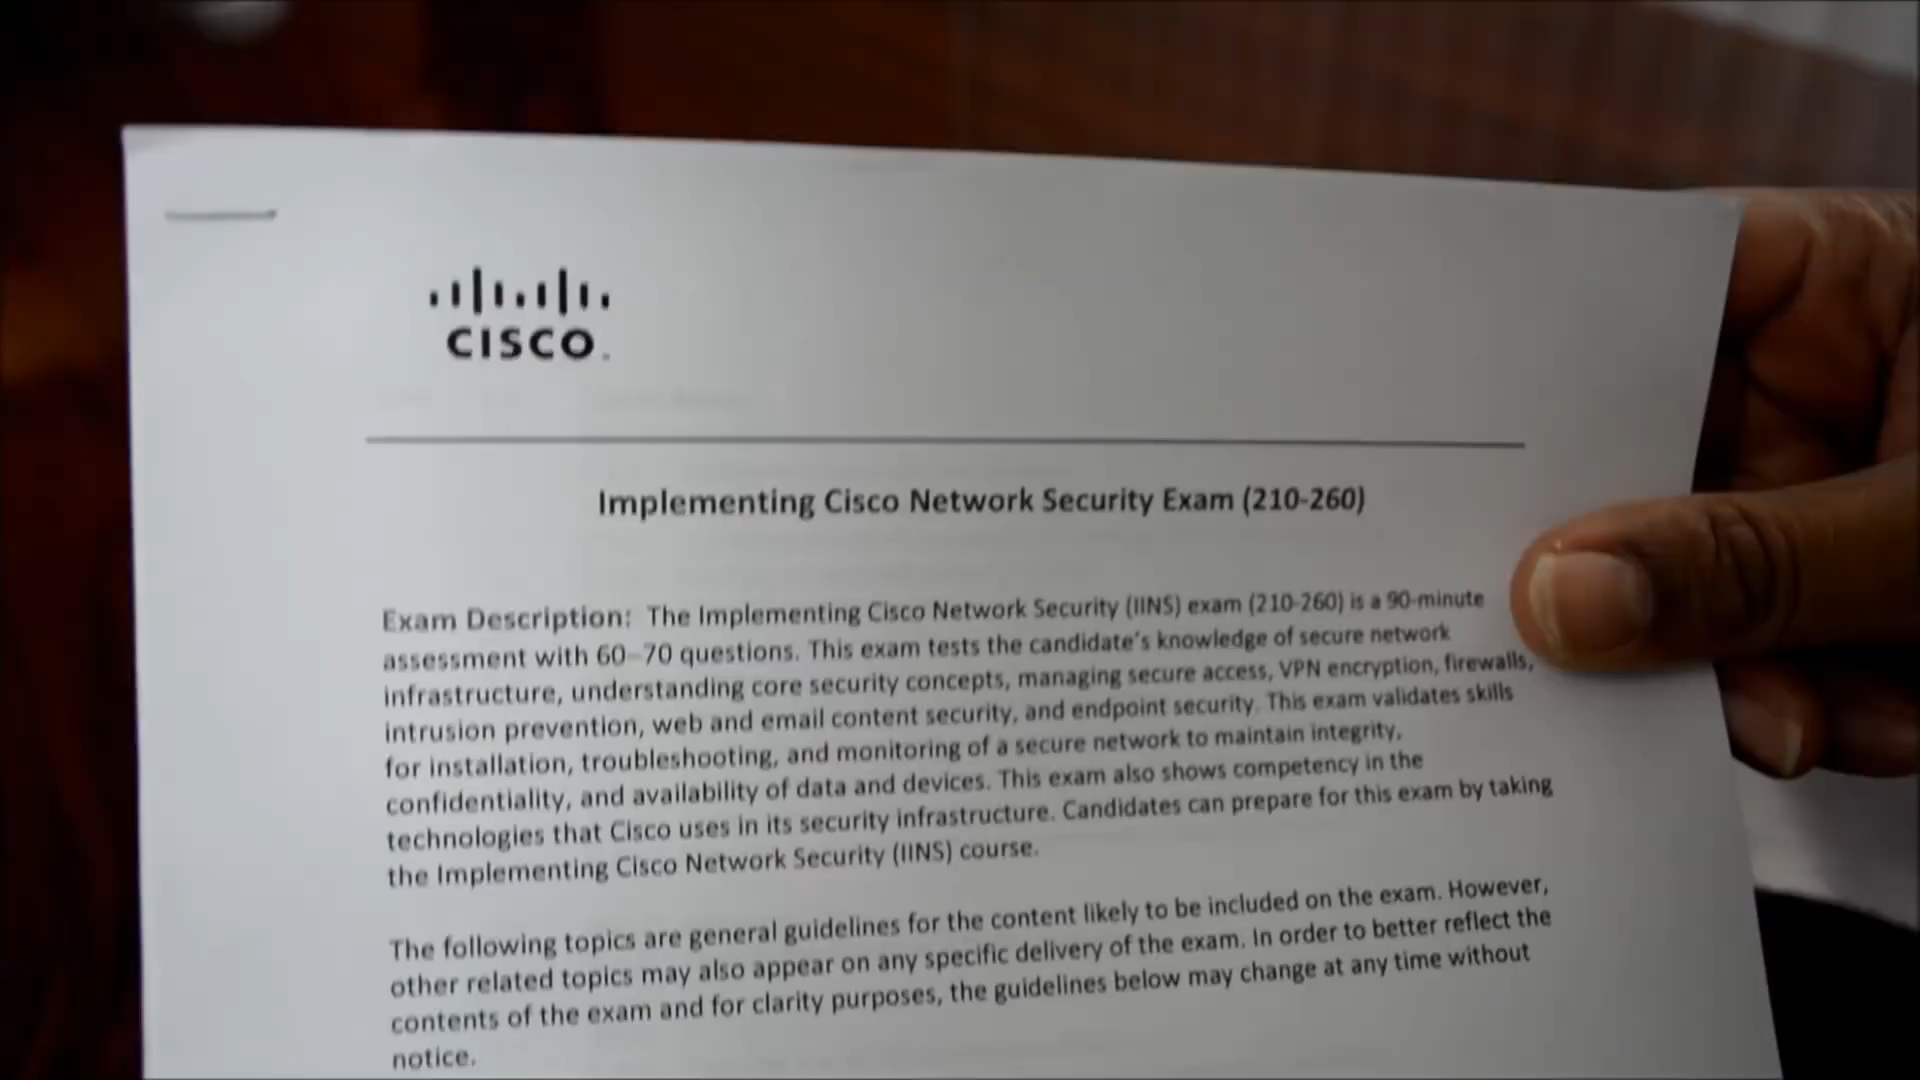 CISCO
Implementing Cisco Network Security Exam (210-260)
Exam Description: The Implementing Cisco Network Security (IINS) exam (210-260) is a 90-minute
assessment with 60–70 questions. This exam tests the candidate's knowledge of secure network
infrastructure, understanding core security concepts, managing secure access, VPN encryption, firewalls,
intrusion prevention, web and email content security, and endpoint security. This exam validates skills
for installation, troubleshooting, and monitoring of a secure network to maintain integrity,
confidentiality, and availability of data and devices. This exam also shows competency in the
technologies that Cisco uses in its security infrastructure. Candidates can prepare for this exam by taking
the Implementing Cisco Network Security (IINS) course.
The following topics are general guidelines for the content likely to be included on the exam. However,
other related topics may also appear on any specific delivery of the exam. In order to better reflect the
contents of the exam and for clarity purposes, the guidelines below may change at any time without
notice.